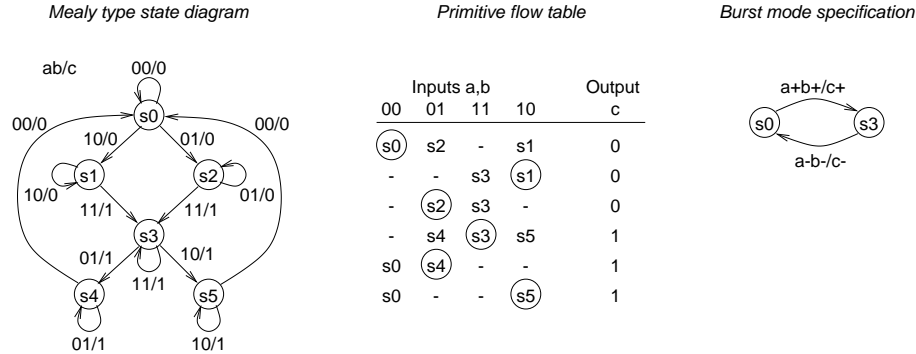 Mealy type state diagram
Primitive flow table
Burst mode specification
ab/c
00/0
s0
00/0
00/0
10/0
01/0
s1
s2
10/0
01/0
11/1
11/1
s3
01/1
10/1
11/1
s4
s5
01/1
10/1
Inputs a,b Output
00 01 11 10 c
s0 s2 - s1 0
- - s3 s1 0
- s2 s3 - 0
- s4 s3 s5 1
s0 s4 - - 1
s0 - - s5 1
a+b+/c+
s0 s3
a-b-/c-